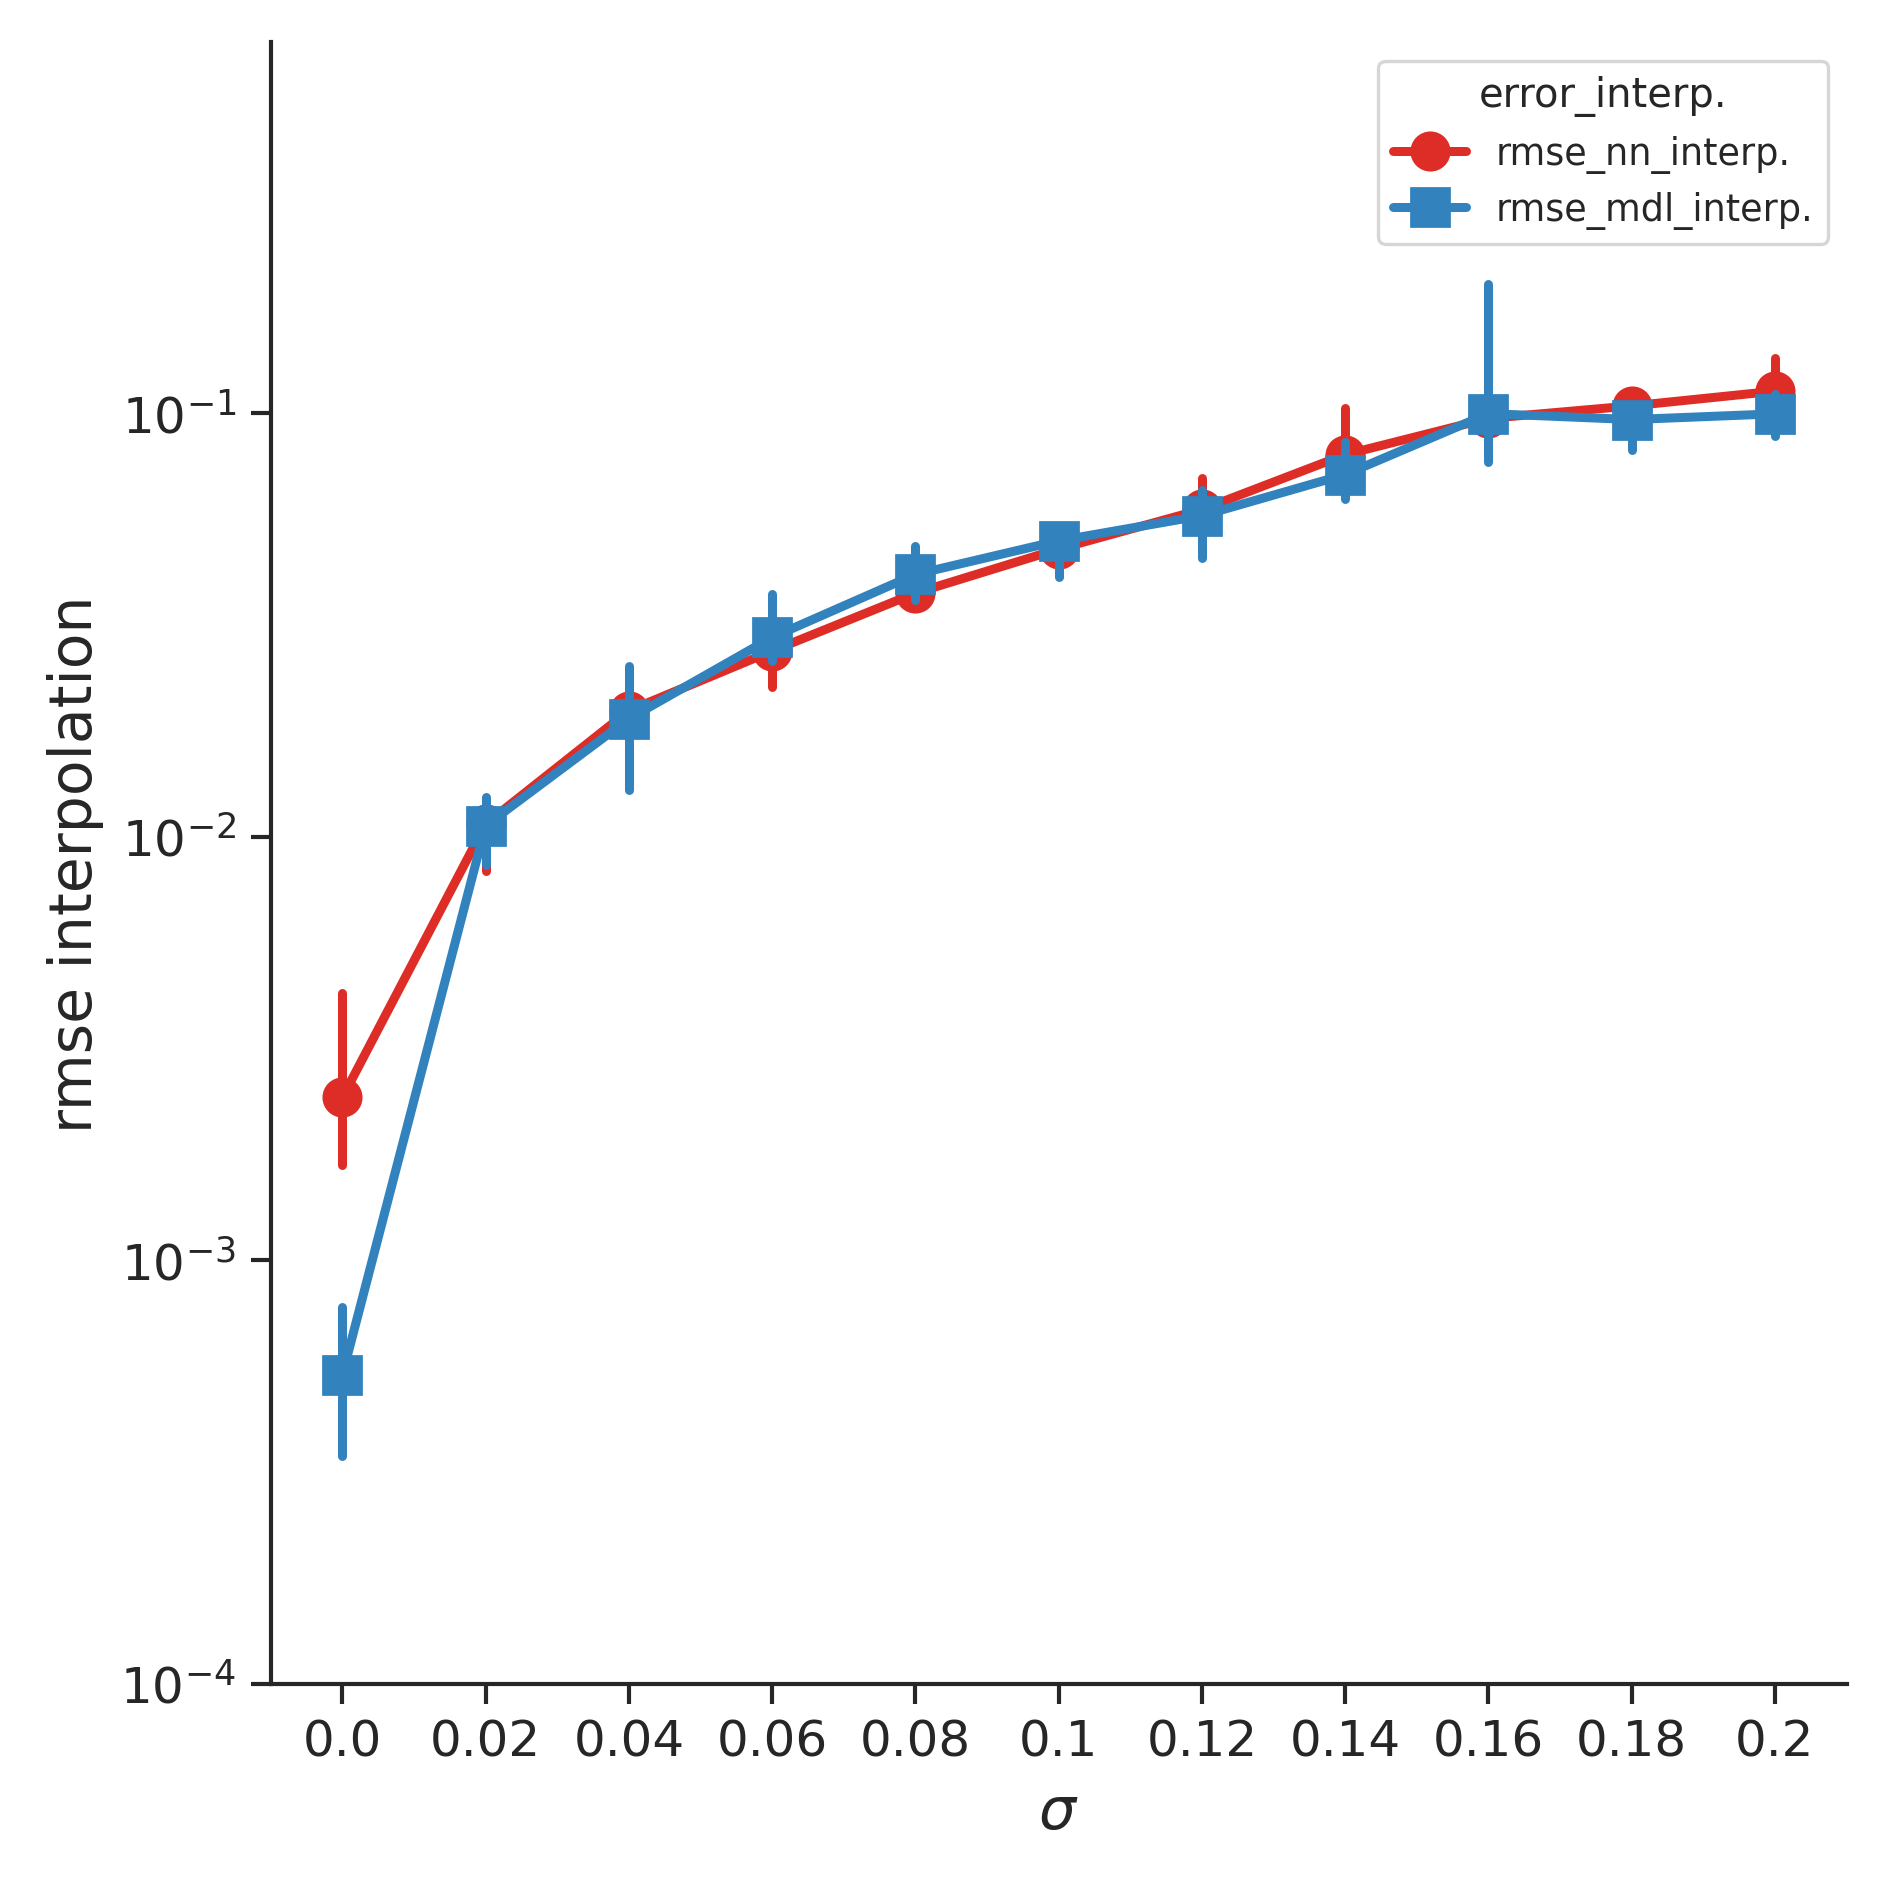 error_interp.
rmse_nn_interp.
rmse_mdl_interp.
rmse interpolation
10⁻¹
10⁻²
10⁻³
10⁻⁴
0.0 0.02 0.04 0.06 0.08 0.1 0.12 0.14 0.16 0.18 0.2
σ